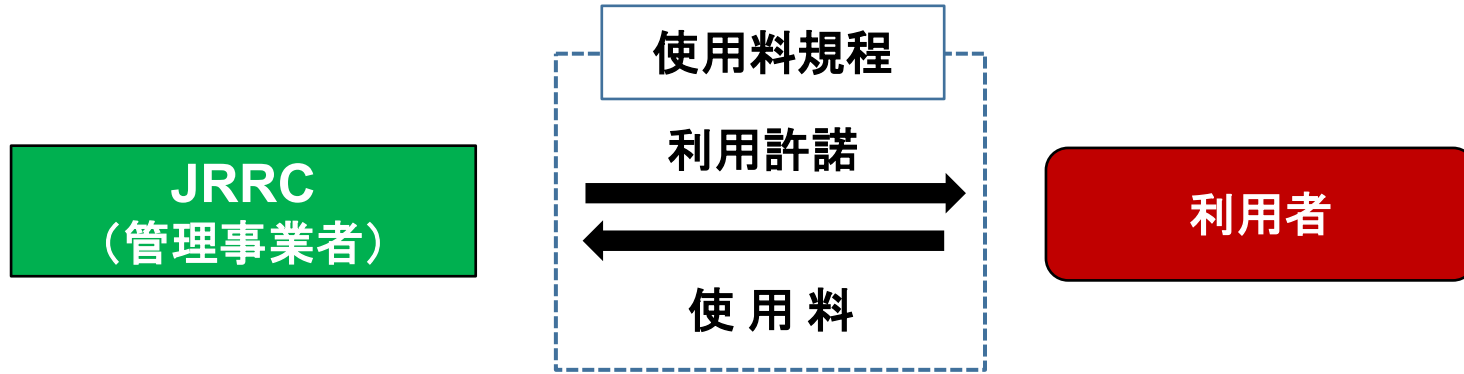 使用料規程
利用許諾
JRRC
（管理事業者）
利用者
使 用 料